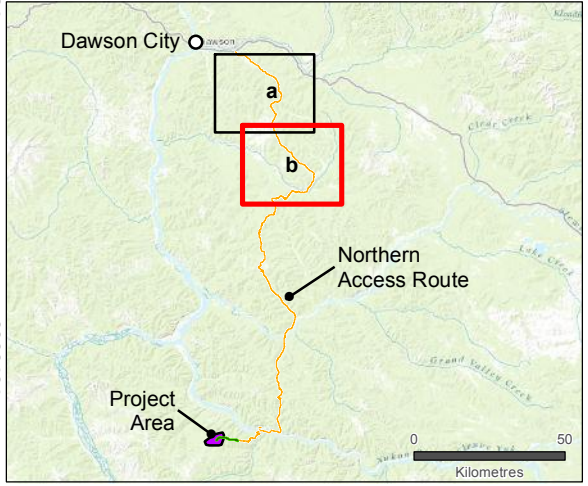 Dawson City
Dawson
a
b
Clear Creek
Northern
Access Route
Lake Creek
Grand Valley Creek
Project
Area
0 50
Kilometres